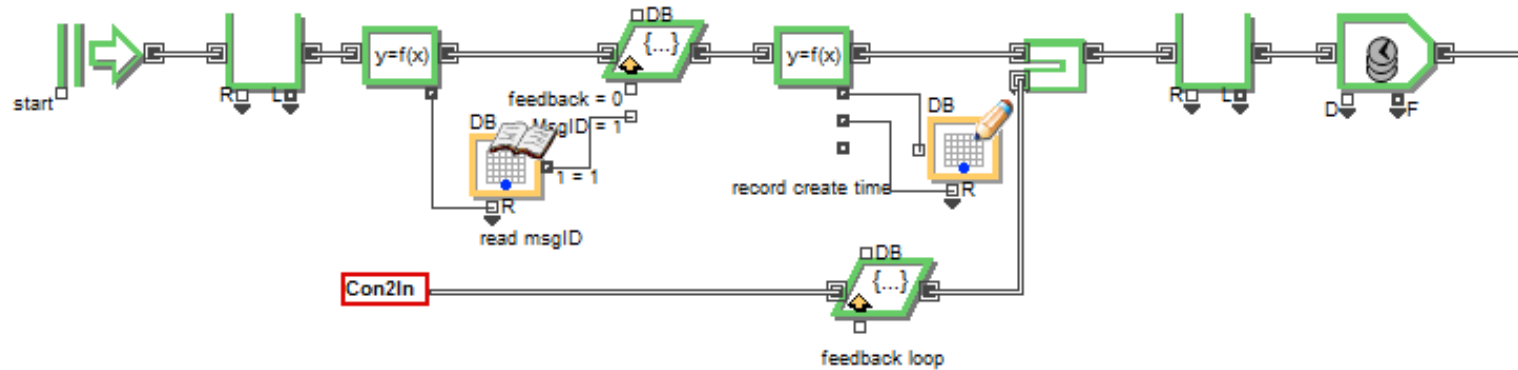 DB
{...}
y=f(x)
y=f(x)
start
R
L
feedback = 0
DB
MsgID = 1
DB
R
L
D
F
1 = 1
R
record create time
R
read msgID
DB
{...}
Con2In
feedback loop